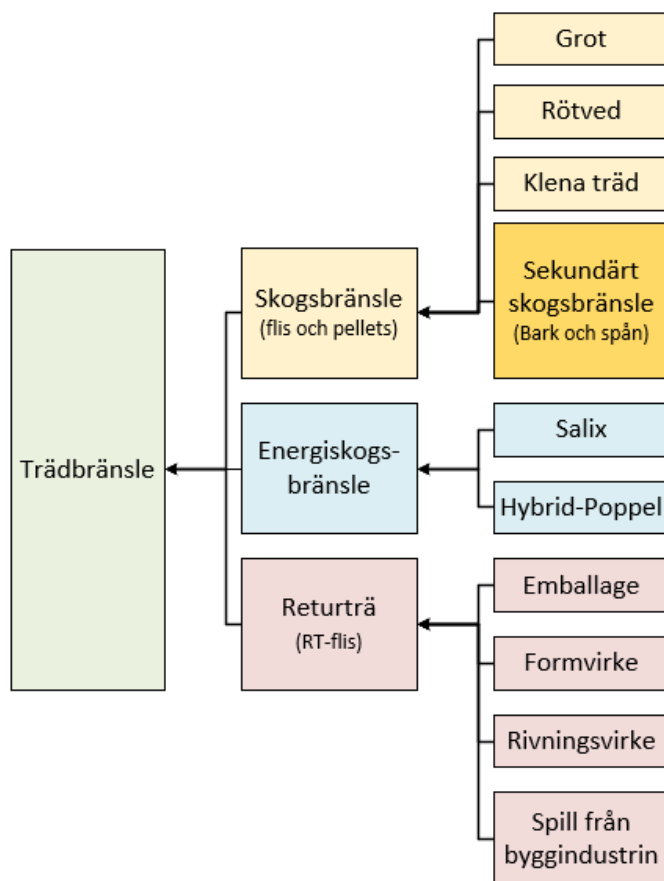 Grot
Rötved
Klena träd
Sekundärt
skogsbränsle
(Bark och spån)
Skogsbränsle
(flis och pellets)
Salix
Hybrid-Poppel
Energiskogs-
bränsle
Trädbränsle
Emballage
Formvirke
Rivningsvirke
Spill från
byggindustrin
Returträ
(RT-flis)